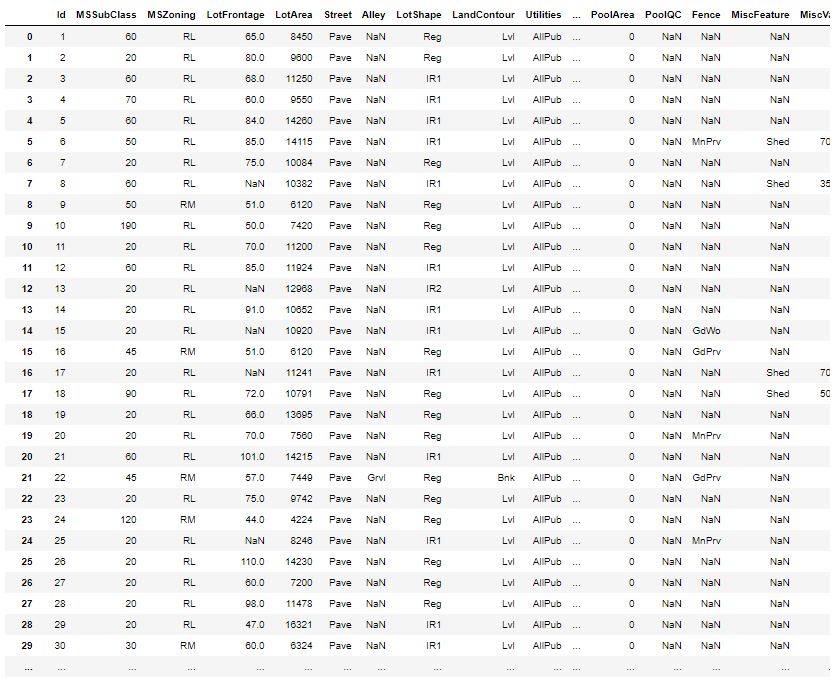 Id MSSubClass MSZoning LotFrontage LotArea Street Alley LotShape LandContour Utilities ... PoolArea PoolQC Fence MiscFeature MiscVa
0 1 60 RL 65.0 8450 Pave NaN Reg Lvl AllPub ... 0 NaN NaN NaN
1 2 20 RL 80.0 9600 Pave NaN Reg Lvl AllPub ... 0 NaN NaN NaN
2 3 60 RL 68.0 11250 Pave NaN IR1 Lvl AllPub ... 0 NaN NaN NaN
3 4 70 RL 60.0 9550 Pave NaN IR1 Lvl AllPub ... 0 NaN NaN NaN
4 5 60 RL 84.0 14260 Pave NaN IR1 Lvl AllPub ... 0 NaN NaN NaN
5 6 50 RL 85.0 14115 Pave NaN IR1 Lvl AllPub ... 0 NaN MnPrv Shed 70
6 7 20 RL 75.0 10084 Pave NaN Reg Lvl AllPub ... 0 NaN NaN NaN
7 8 60 RL NaN 10382 Pave NaN IR1 Lvl AllPub ... 0 NaN NaN Shed 35
8 9 50 RM 51.0 6120 Pave NaN Reg Lvl AllPub ... 0 NaN NaN NaN
9 10 190 RL 50.0 7420 Pave NaN Reg Lvl AllPub ... 0 NaN NaN NaN
10 11 20 RL 70.0 11200 Pave NaN Reg Lvl AllPub ... 0 NaN NaN NaN
11 12 60 RL 85.0 11924 Pave NaN IR1 Lvl AllPub ... 0 NaN NaN NaN
12 13 20 RL NaN 12968 Pave NaN IR2 Lvl AllPub ... 0 NaN NaN NaN
13 14 20 RL 91.0 10652 Pave NaN IR1 Lvl AllPub ... 0 NaN NaN NaN
14 15 20 RL NaN 10920 Pave NaN IR1 Lvl AllPub ... 0 NaN GdWo NaN
15 16 45 RM 51.0 6120 Pave NaN Reg Lvl AllPub ... 0 NaN GdPrv NaN
16 17 20 RL NaN 11241 Pave NaN IR1 Lvl AllPub ... 0 NaN NaN Shed 70
17 18 90 RL 72.0 10791 Pave NaN Reg Lvl AllPub ... 0 NaN NaN Shed 50
18 19 20 RL 66.0 13695 Pave NaN Reg Lvl AllPub ... 0 NaN NaN NaN
19 20 20 RL 70.0 7560 Pave NaN Reg Lvl AllPub ... 0 NaN MnPrv NaN
20 21 60 RL 101.0 14215 Pave NaN IR1 Lvl AllPub ... 0 NaN NaN NaN
21 22 45 RM 57.0 7449 Pave Grvl Reg Bnk AllPub ... 0 NaN GdPrv NaN
22 23 20 RL 75.0 9742 Pave NaN Reg Lvl AllPub ... 0 NaN NaN NaN
23 24 120 RM 44.0 4224 Pave NaN Reg Lvl AllPub ... 0 NaN NaN NaN
24 25 20 RL NaN 8246 Pave NaN IR1 Lvl AllPub ... 0 NaN MnPrv NaN
25 26 20 RL 110.0 14230 Pave NaN Reg Lvl AllPub ... 0 NaN NaN NaN
26 27 20 RL 60.0 7200 Pave NaN Reg Lvl AllPub ... 0 NaN NaN NaN
27 28 20 RL 98.0 11478 Pave NaN Reg Lvl AllPub ... 0 NaN NaN NaN
28 29 20 RL 47.0 16321 Pave NaN IR1 Lvl AllPub ... 0 NaN NaN NaN
29 30 30 RM 60.0 6324 Pave NaN IR1 Lvl AllPub ... 0 NaN NaN NaN
... ... ... ... ... ... ... ... ... ... ... ... ... ... ... ...